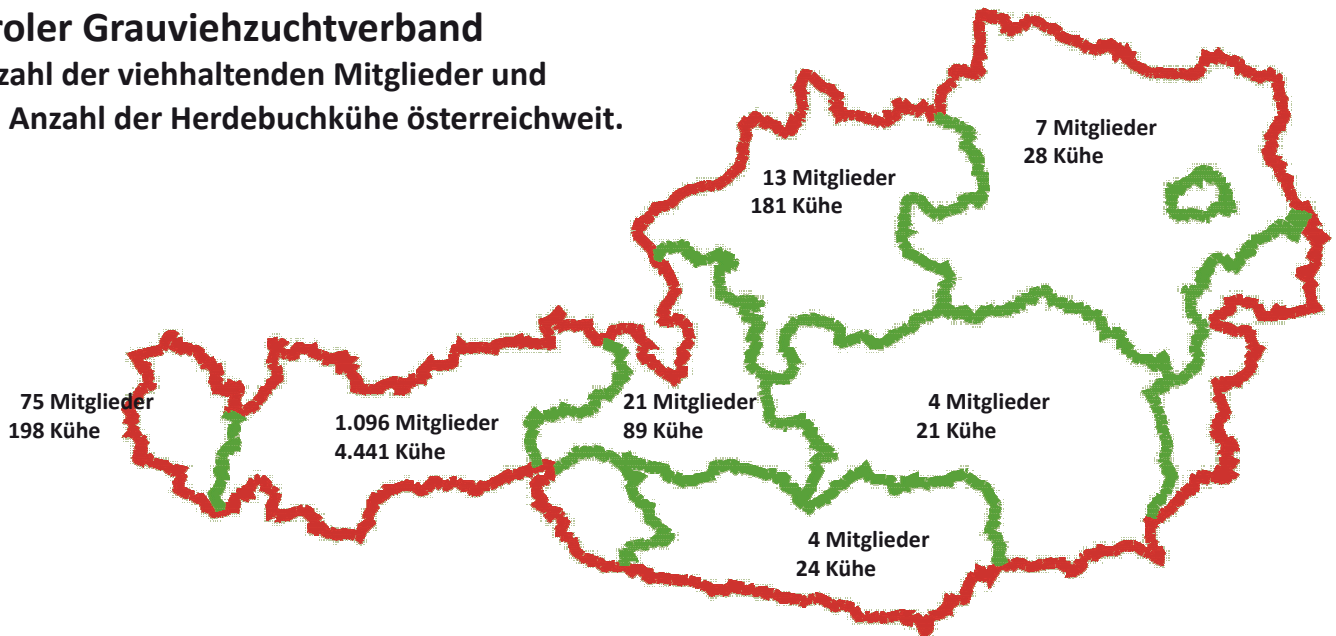 roler Grauviehzuchtverband
zahl der viehhaltenden Mitglieder und
Anzahl der Herdebuchkühe österreichweit.
7 Mitglieder
28 Kühe
13 Mitglieder
181 Kühe
75 Mitglieder
198 Kühe
1.096 Mitglieder
4.441 Kühe
21 Mitglieder
89 Kühe
4 Mitglieder
21 Kühe
4 Mitglieder
24 Kühe